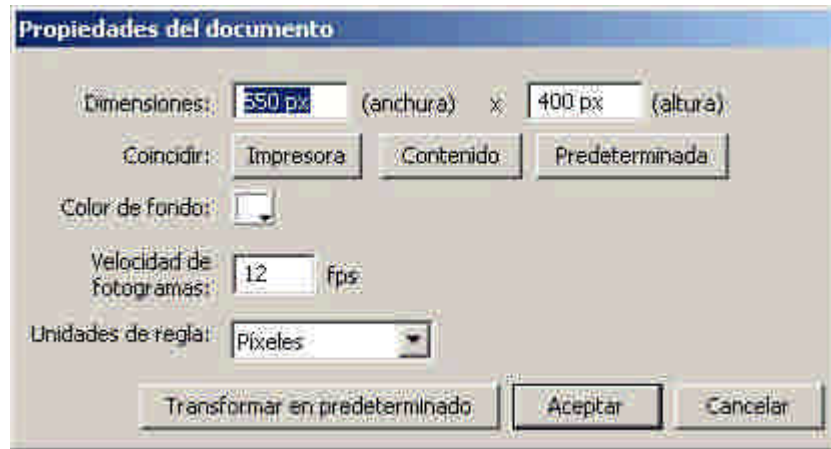 Propiedades del documento
Dimensiones: 550 px (anchura) x 400 px (altura)
Coincidir: Impresora Contenido Predeterminada
Color de fondo:
Velocidad de
fotogramas: 12 fps
Unidades de regla: Píxeles
Transformar en predeterminado Aceptar Cancelar